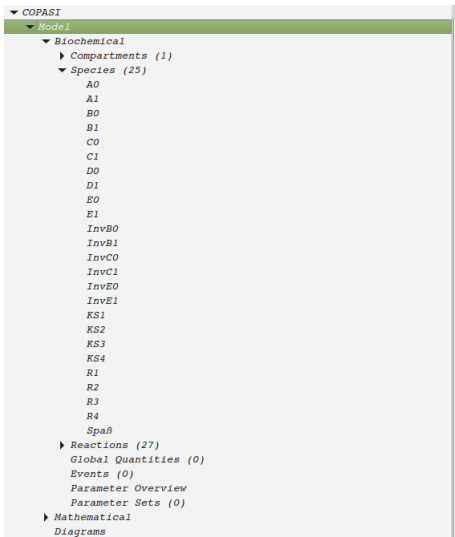 COPASI
Model
Biochemical
Compartments (1)
Species (25)
A0
A1
B0
B1
C0
C1
D0
D1
E0
E1
InvB0
InvB1
InvC0
InvC1
InvE0
InvE1
KS1
KS2
KS3
KS4
R1
R2
R3
R4
Spaß
Reactions (27)
Global Quantities (0)
Events (0)
Parameter Overview
Parameter Sets (0)
Mathematical
Diagrams